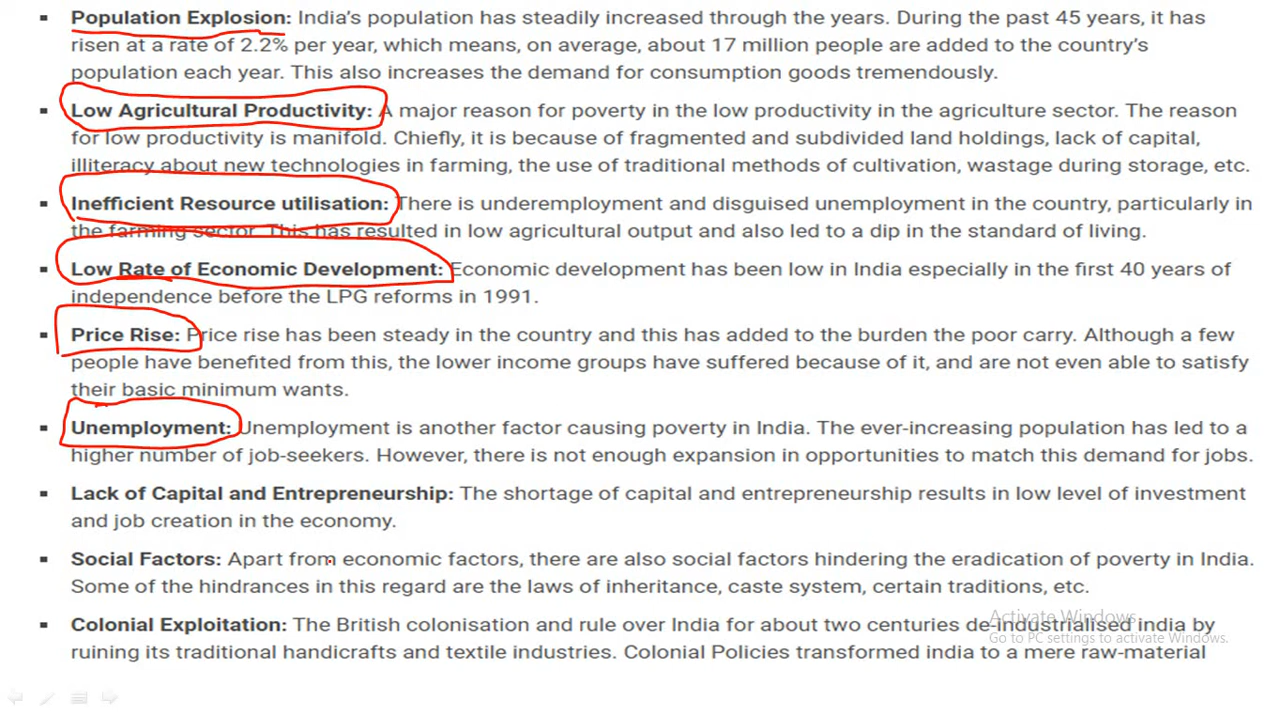 ▪ Population Explosion: India's population has steadily increased through the years. During the past 45 years, it has
risen at a rate of 2.2% per year, which means, on average, about 17 million people are added to the country's
population each year. This also increases the demand for consumption goods tremendously.
▪ Low Agricultural Productivity: A major reason for poverty in the low productivity in the agriculture sector. The reason
for low productivity is manifold. Chiefly, it is because of fragmented and subdivided land holdings, lack of capital,
illiteracy about new technologies in farming, the use of traditional methods of cultivation, wastage during storage, etc.
▪ Inefficient Resource utilisation: There is underemployment and disguised unemployment in the country, particularly in
the farming sector. This has resulted in low agricultural output and also led to a dip in the standard of living.
▪ Low Rate of Economic Development: Economic development has been low in India especially in the first 40 years of
independence before the LPG reforms in 1991.
▪ Price Rise: Price rise has been steady in the country and this has added to the burden the poor carry. Although a few
people have benefited from this, the lower income groups have suffered because of it, and are not even able to satisfy
their basic minimum wants.
▪ Unemployment: Unemployment is another factor causing poverty in India. The ever-increasing population has led to a
higher number of job-seekers. However, there is not enough expansion in opportunities to match this demand for jobs.
▪ Lack of Capital and Entrepreneurship: The shortage of capital and entrepreneurship results in low level of investment
and job creation in the economy.
▪ Social Factors: Apart from economic factors, there are also social factors hindering the eradication of poverty in India.
Some of the hindrances in this regard are the laws of inheritance, caste system, certain traditions, etc.
▪ Colonial Exploitation: The British colonisation and rule over India for about two centuries de-industrialised india by
ruining its traditional handicrafts and textile industries. Colonial Policies transformed india to a mere raw-material
Activate Windows
Go to PC settings to activate Windows.